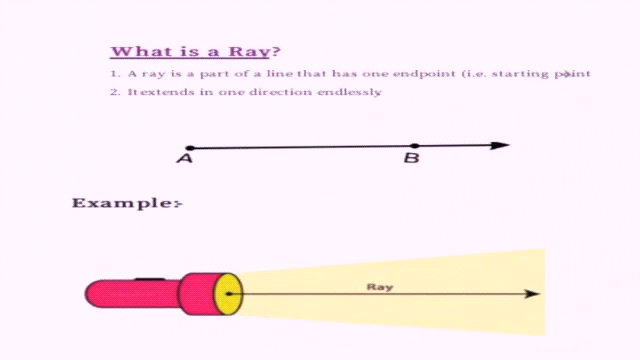 What is a Ray?
1. A ray is a part of a line that has one endpoint (i.e. starting point)
2. It extends in one direction endlessly
A
B
Example:-
Ray